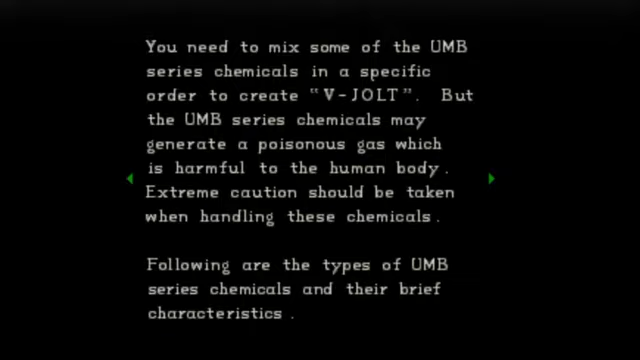 You need to mix some of the UMB
series chemicals in a specific
order to create "V-JOLT". But
the UMB series chemicals may
generate a poisonous gas which
is harmful to the human body.
Extreme caution should be taken
when handling these chemicals.
Following are the types of UMB
series chemicals and their brief
characteristics.